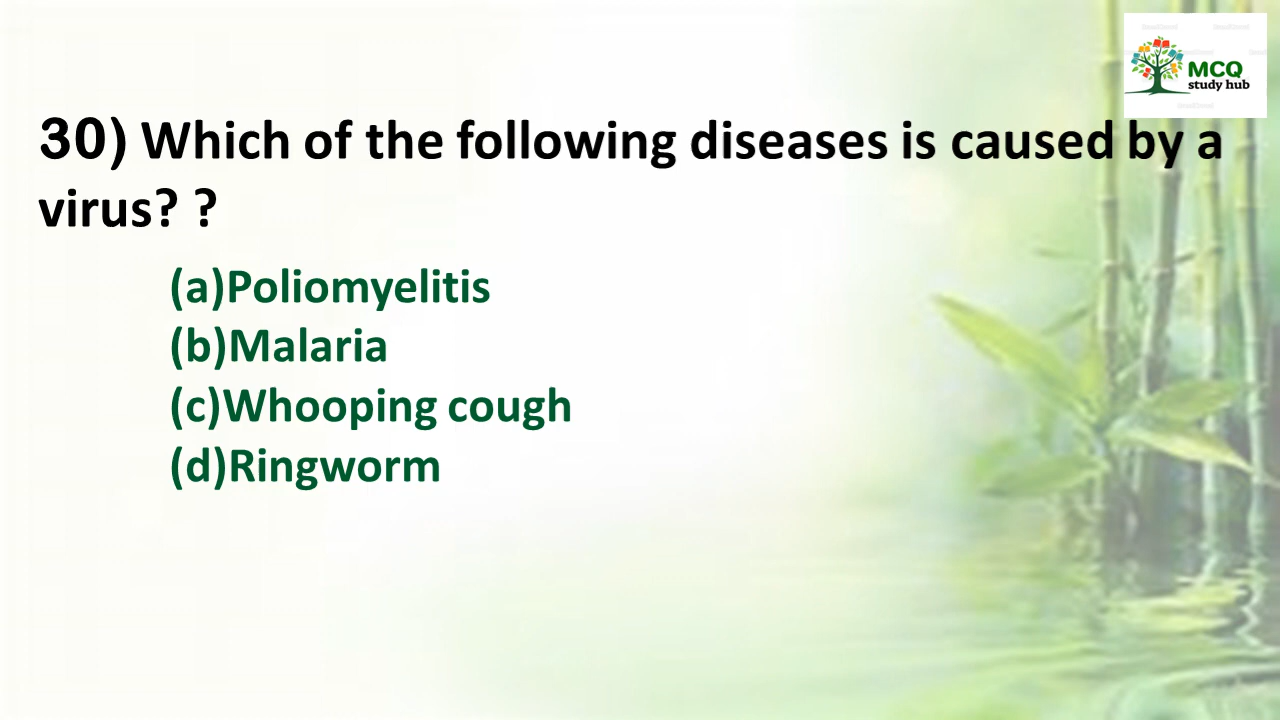 MCQ
study hub
30) Which of the following diseases is caused by a
virus? ?
(a)Poliomyelitis
(b)Malaria
(c)Whooping cough
(d)Ringworm